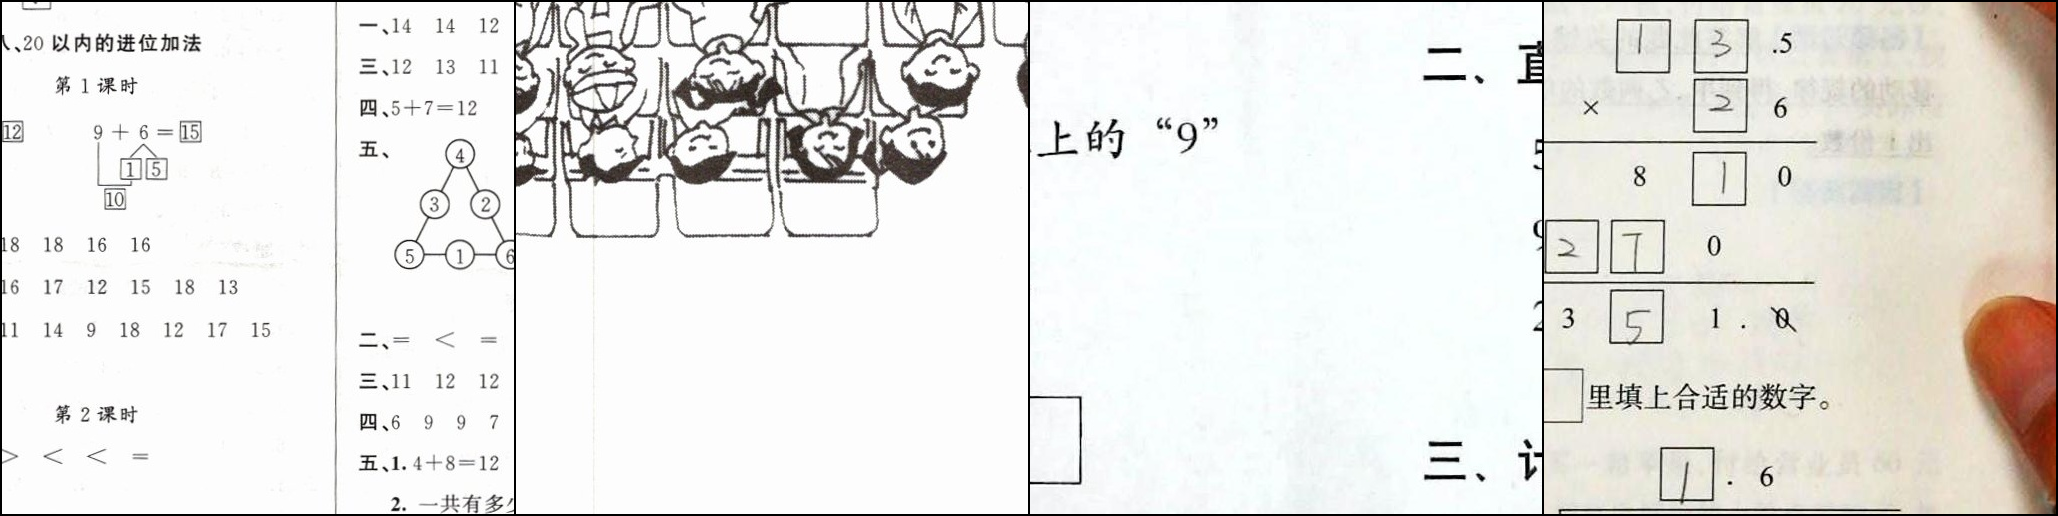 八、20 以内的进位加法
第 1 课时
12 9 + 6 = 15
1 5
10
18 18 16 16
16 17 12 15 18 13
11 14 9 18 12 17 15
第 2 课时
> < < =
一、14 14 12
三、12 13 11
四、5+7=12
五、
4
3 2
5 1 6
二、= < =
三、11 12 12
四、6 9 9 7
五、1. 4+8=12
2. 一共有多少
上的“9”
二、直
三、计
1 3 .5
× 2 6
8 1 0
2 7 0
3 5 1 . 0
里填上合适的数字。
1 . 6